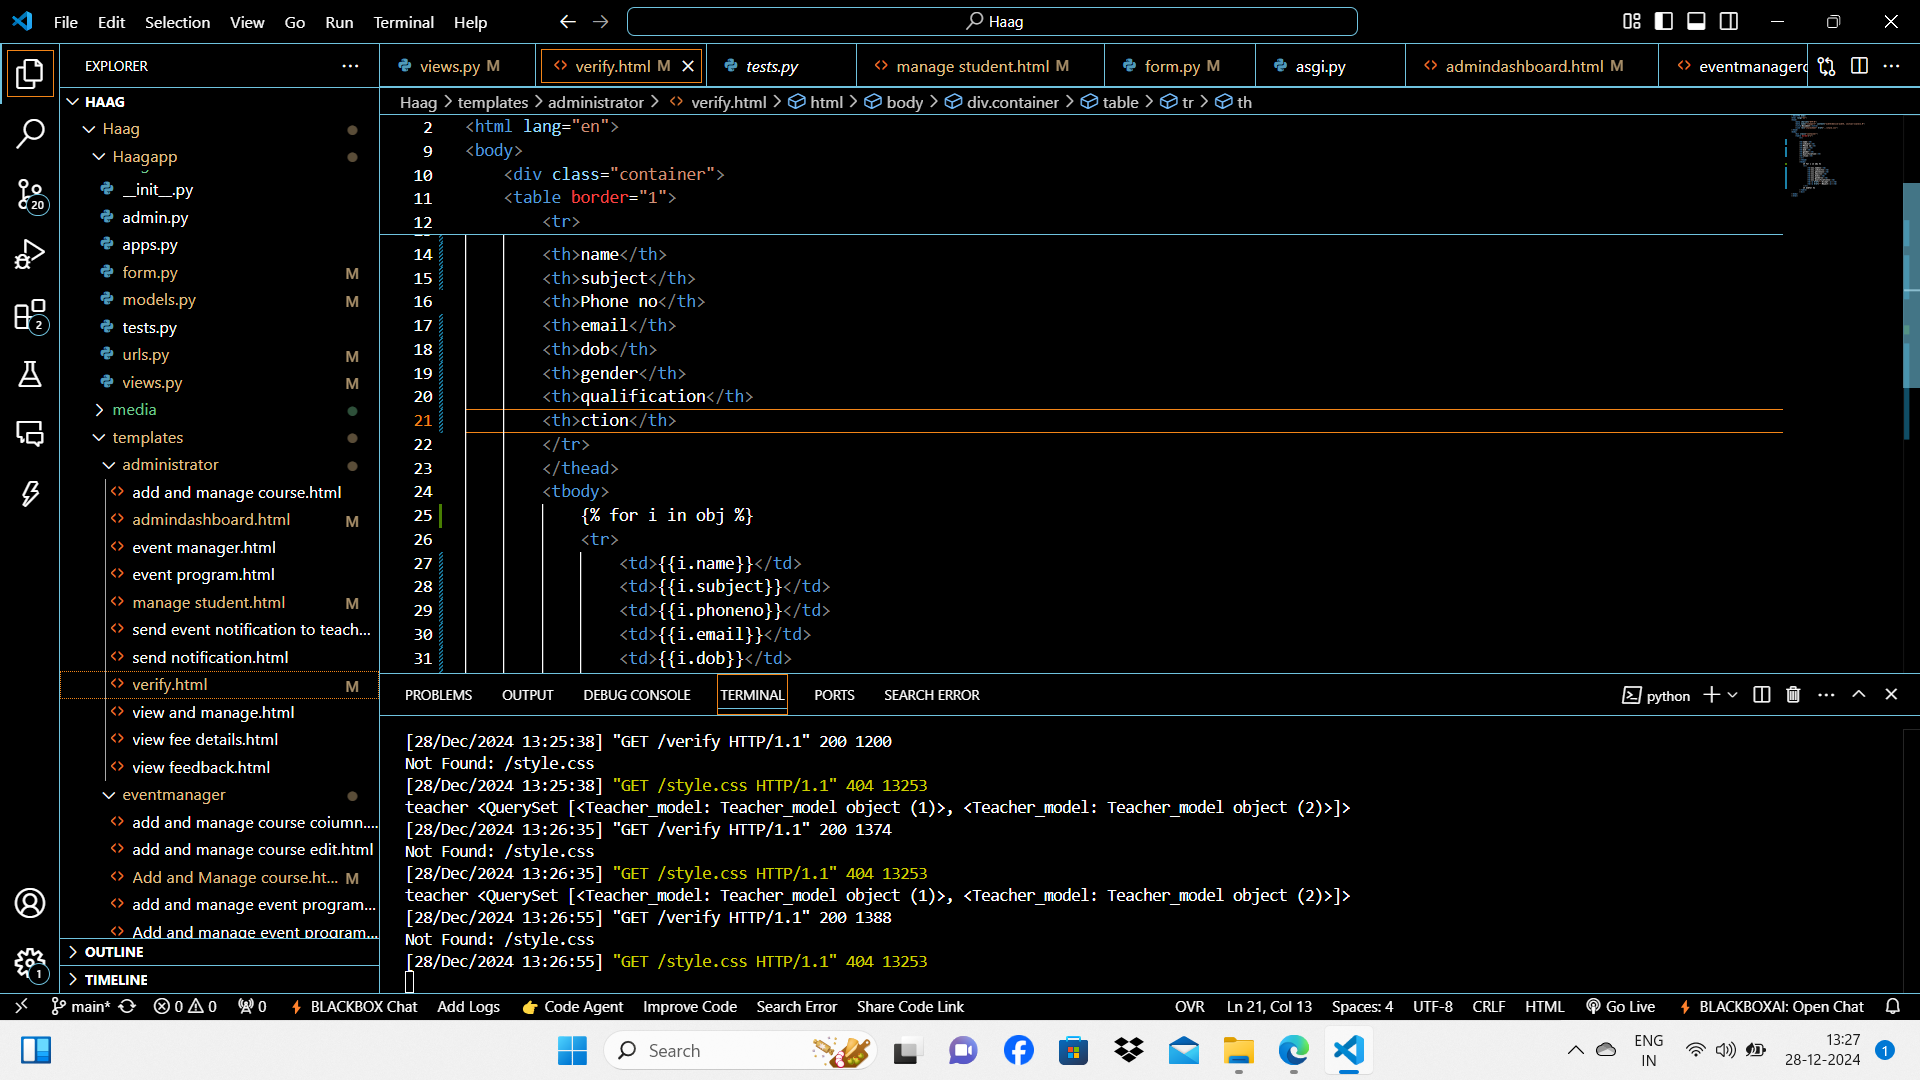 File Edit Selection View Go Run Terminal Help
Haag
EXPLORER
HAAG
Haag
Haagapp
__init__.py
admin.py
apps.py
form.py M
models.py M
tests.py
urls.py M
views.py M
media
templates
administrator
add and manage course.html
admindashboard.html M
event manager.html
event program.html
manage student.html M
send event notification to teach...
send notification.html
verify.html M
view and manage.html
view fee details.html
view feedback.html
eventmanager
add and manage course coiumn....
add and manage course edit.html
Add and Manage course.ht... M
add and manage event program...
Add and manage event program...
OUTLINE
TIMELINE
20
2
1
views.py M
verify.html M
tests.py
manage student.html M
form.py M
asgi.py
admindashboard.html M
eventmanagerc
Haag > templates > administrator > verify.html > html > body > div.container > table > tr > th
2 <html lang="en">
9 <body>
10 <div class="container">
11 <table border="1">
12 <tr>
14 <th>name</th>
15 <th>subject</th>
16 <th>Phone no</th>
17 <th>email</th>
18 <th>dob</th>
19 <th>gender</th>
20 <th>qualification</th>
21 <th>ction</th>
22 </tr>
23 </thead>
24 <tbody>
25 {% for i in obj %}
26 <tr>
27 <td>{{i.name}}</td>
28 <td>{{i.subject}}</td>
29 <td>{{i.phoneno}}</td>
30 <td>{{i.email}}</td>
31 <td>{{i.dob}}</td>
PROBLEMS OUTPUT DEBUG CONSOLE TERMINAL PORTS SEARCH ERROR
python
[28/Dec/2024 13:25:38] "GET /verify HTTP/1.1" 200 1200
Not Found: /style.css
[28/Dec/2024 13:25:38] "GET /style.css HTTP/1.1" 404 13253
teacher <QuerySet [<Teacher_model: Teacher_model object (1)>, <Teacher_model: Teacher_model object (2)>]>
[28/Dec/2024 13:26:35] "GET /verify HTTP/1.1" 200 1374
Not Found: /style.css
[28/Dec/2024 13:26:35] "GET /style.css HTTP/1.1" 404 13253
teacher <QuerySet [<Teacher_model: Teacher_model object (1)>, <Teacher_model: Teacher_model object (2)>]>
[28/Dec/2024 13:26:55] "GET /verify HTTP/1.1" 200 1388
Not Found: /style.css
[28/Dec/2024 13:26:55] "GET /style.css HTTP/1.1" 404 13253
main* 0 0 0 BLACKBOX Chat Add Logs Code Agent Improve Code Search Error Share Code Link OVR Ln 21, Col 13 Spaces: 4 UTF-8 CRLF HTML Go Live BLACKBOXAI: Open Chat
Search
ENG
IN
13:27
28-12-2024
1